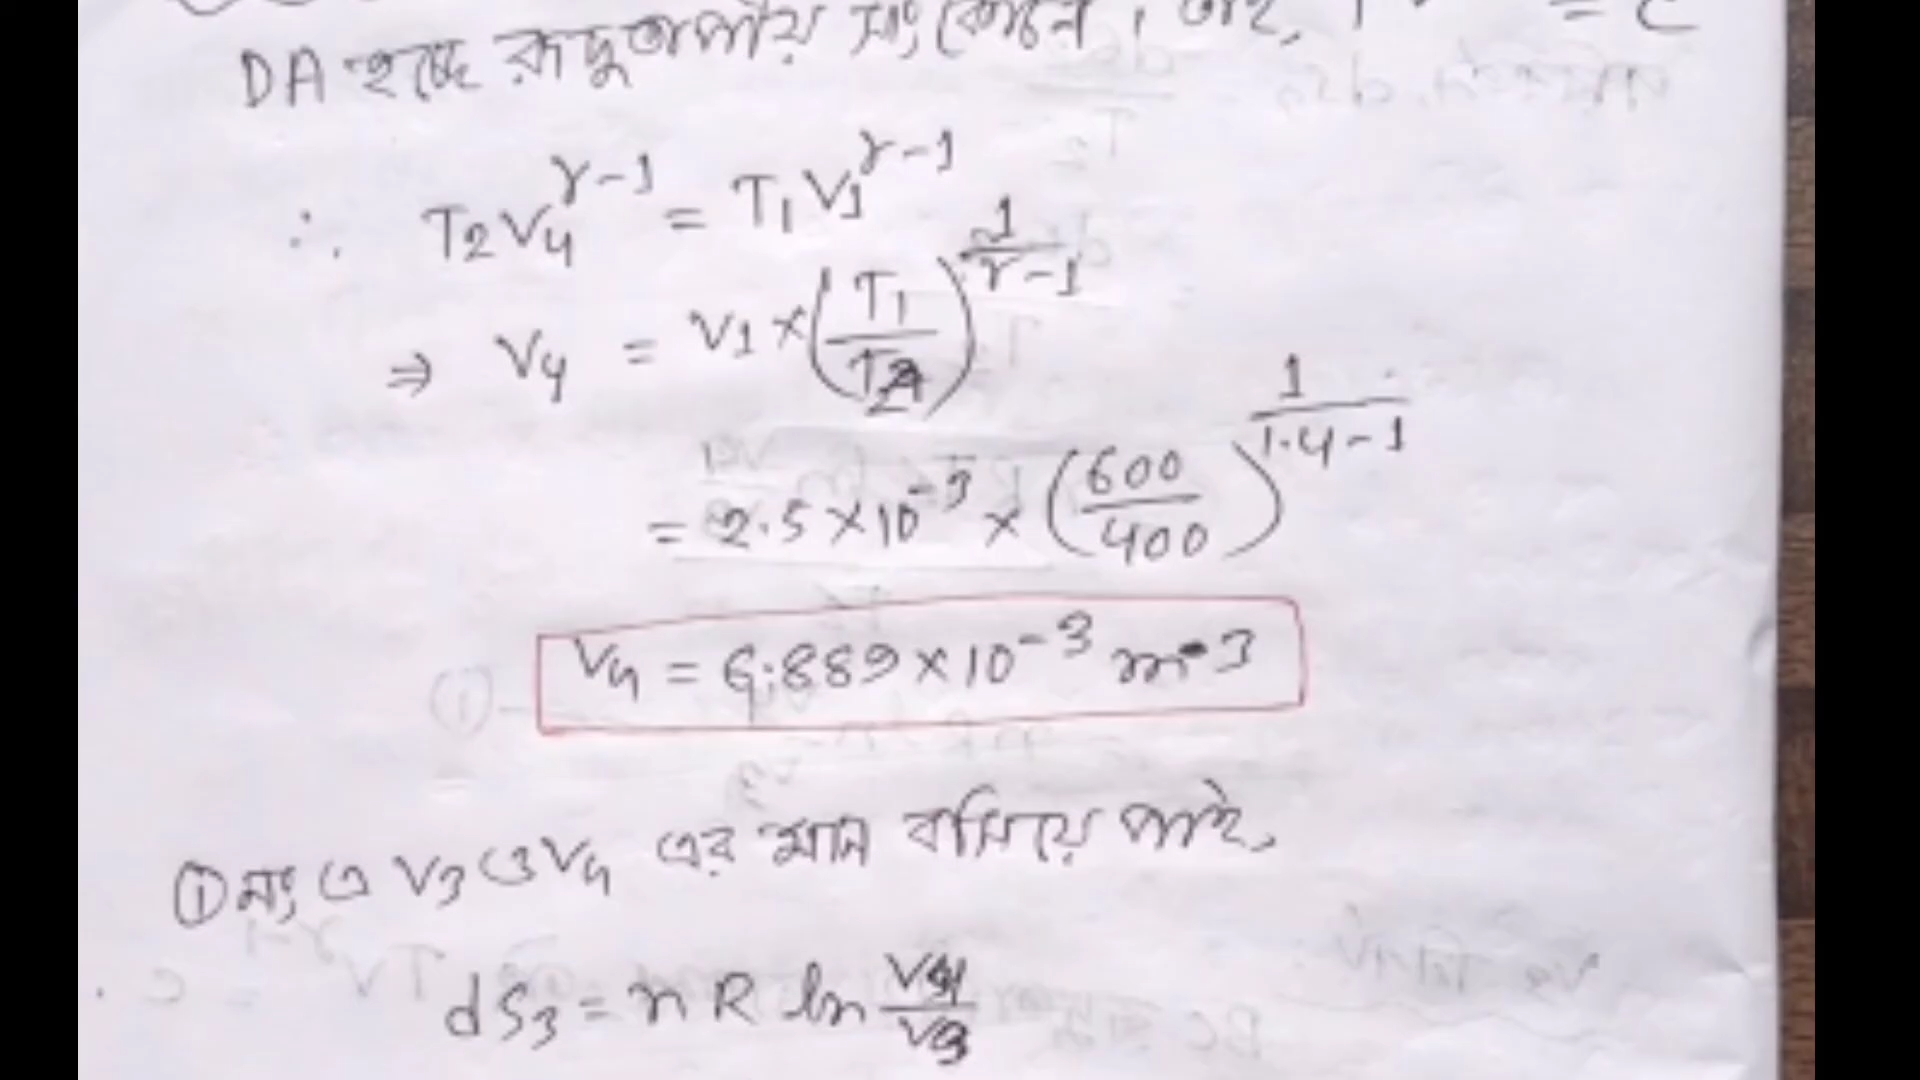 DA হচ্ছে রুদ্ধতাপীয় সংকোচন। তাই, = C
∴ T₂V₄^(γ-1) = T₁V₁^(γ-1)
⇒ V₄ = V₁ × (T₁/T₂)^(1/(γ-1))
= 2.5 × 10⁻³ × (600/400)^(1/(1.4-1))
V₄ = 6.889 × 10⁻³ m³
① নং এ V₃ ও V₄ এর মান বসিয়ে পাই,
dS₃ = nR ln V₄/V₃